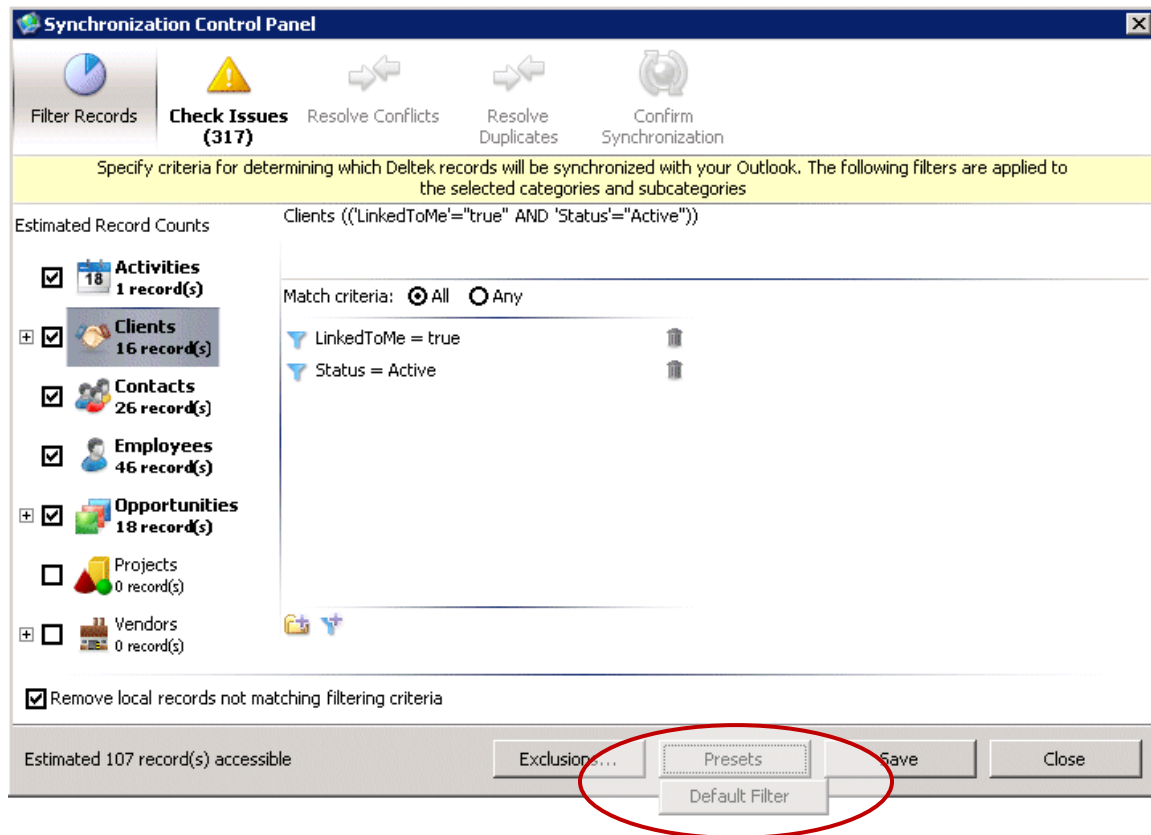 Synchronization Control Panel
Filter Records
Check Issues
(317)
Resolve Conflicts
Resolve
Duplicates
Confirm
Synchronization
Specify criteria for determining which Deltek records will be synchronized with your Outlook. The following filters are applied to
the selected categories and subcategories
Estimated Record Counts
18
Activities
1 record(s)
Clients
16 record(s)
Contacts
26 record(s)
Employees
46 record(s)
Opportunities
18 record(s)
Projects
0 record(s)
Vendors
0 record(s)
Clients (('LinkedToMe'="true" AND 'Status'="Active"))
Match criteria: All Any
LinkedToMe = true
Status = Active
Remove local records not matching filtering criteria
Estimated 107 record(s) accessible
Exclusions...
Presets
Save
Close
Default Filter